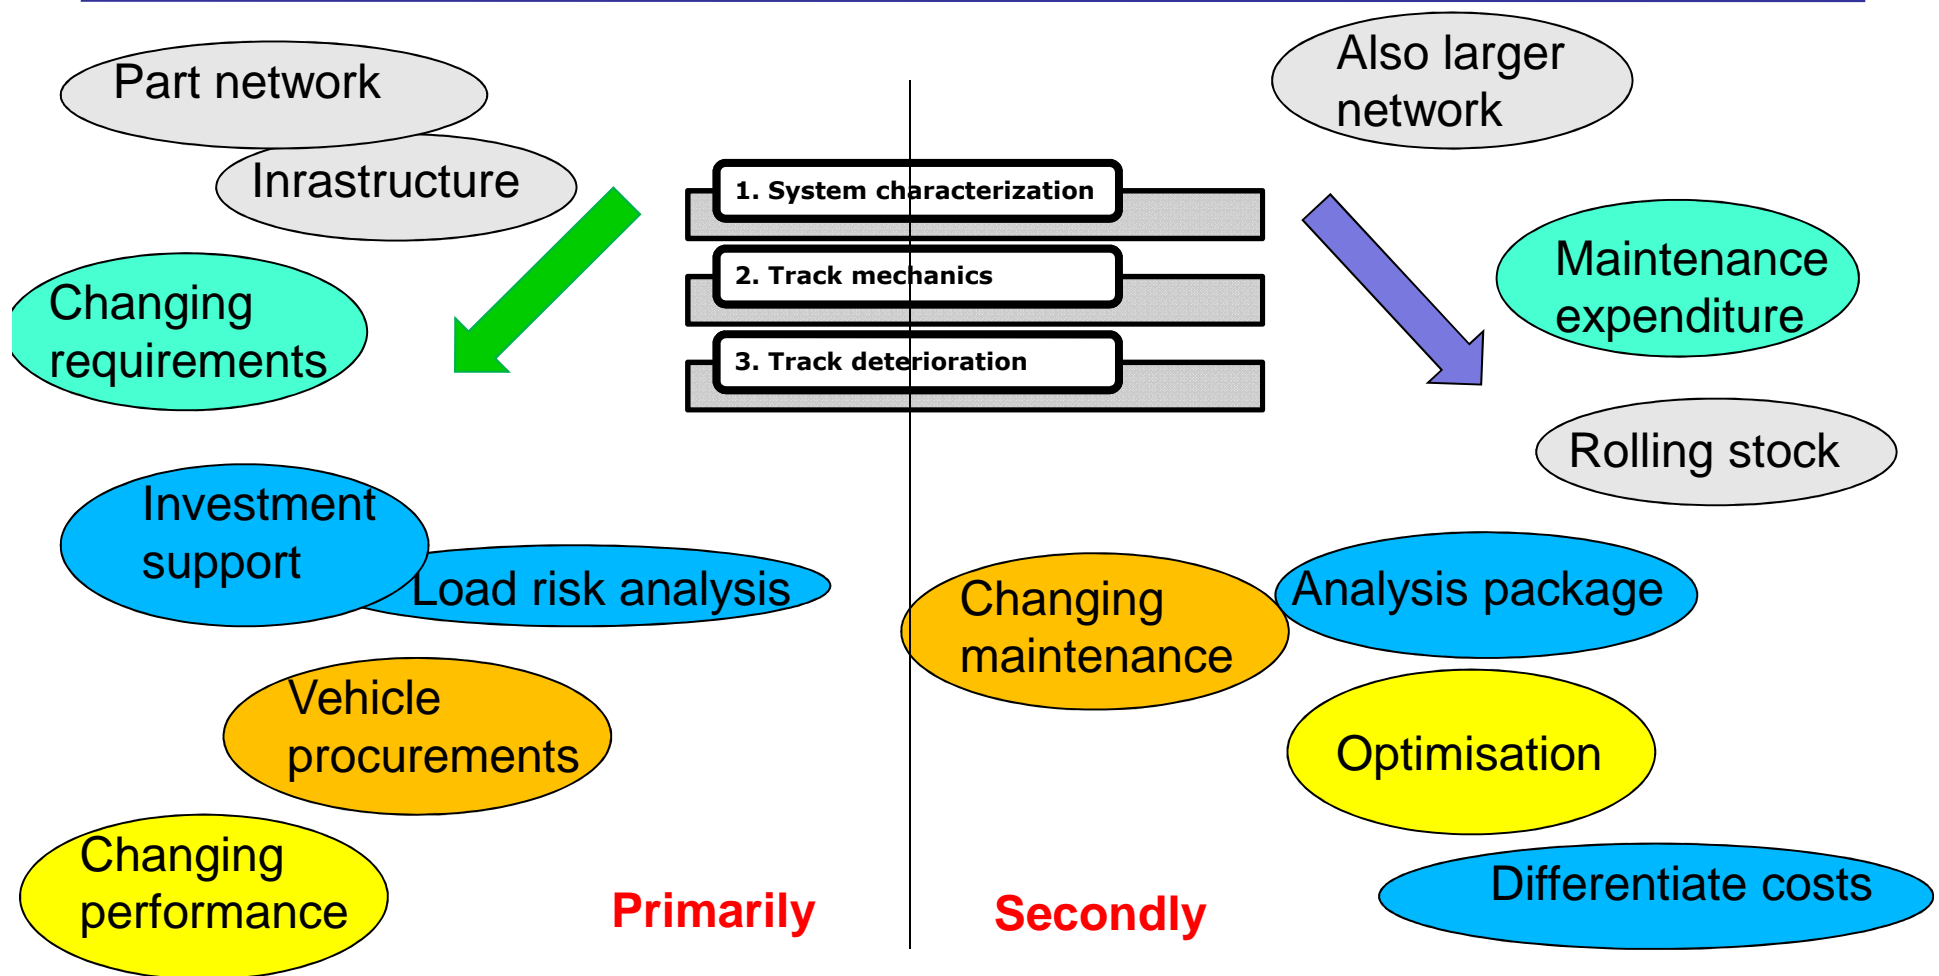 Part network
Inrastructure
Changing
requirements
Investment
support
Load risk analysis
Vehicle
procurements
Changing
performance
Primarily
1. System characterization
2. Track mechanics
3. Track deterioration
Also larger
network
Maintenance
expenditure
Rolling stock
Changing
maintenance
Analysis package
Optimisation
Differentiate costs
Secondly